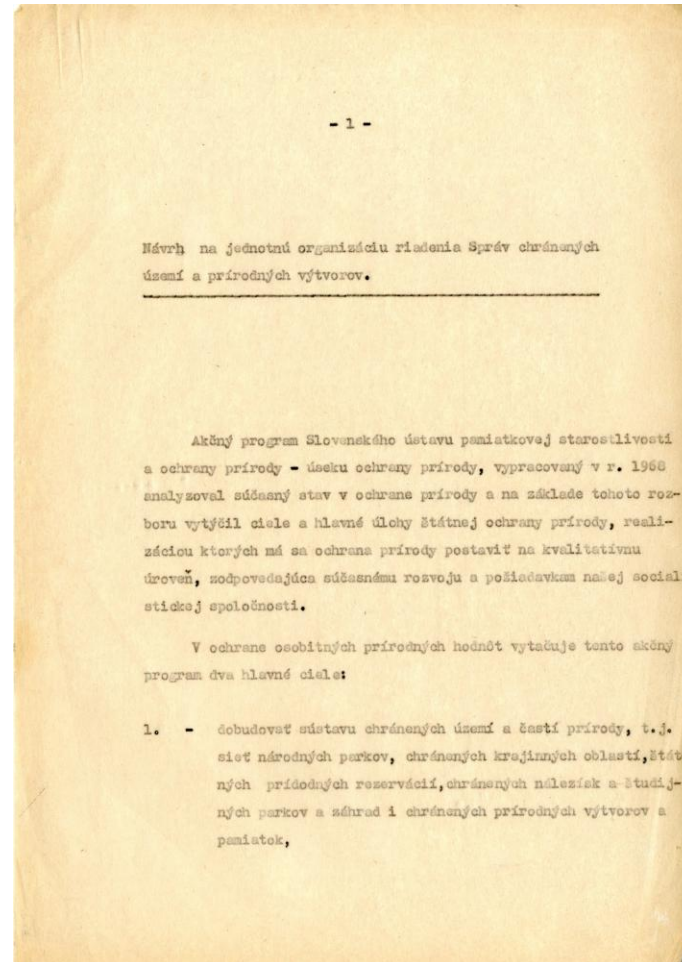 - 1 -
Návrh na jednotnú organizáciu riadenia Správ chránených
území a prírodných výtvorov.
Akčný program Slovenského ústavu pamiatkovej starostlivosti
a ochrany prírody - úseku ochrany prírody, vypracovaný v r. 1968
analyzoval súčasný stav v ochrane prírody a na základe tohoto roz-
boru vytýčil ciele a hlavné úlohy štátnej ochrany prírody, reali-
záciou ktorých má sa ochrana prírody postaviť na kvalitatívnu
úroveň, zodpovedajúca súčasnému rozvoju a požiadavkam našej social
stickej spoločnosti.
V ochrane osobitných prírodných hodnôt vytačuje tento akčný
program dva hlavné ciele:
1. - dobudovať sústavu chránených území a častí prírody, t.j.
sieť národných parkov, chránených krajinných oblastí,štát
ných prídodných rezervácií,chránených nálezísk a študij-
ných parkov a záhrad i chránených prírodných výtvorov a
pamiatok,